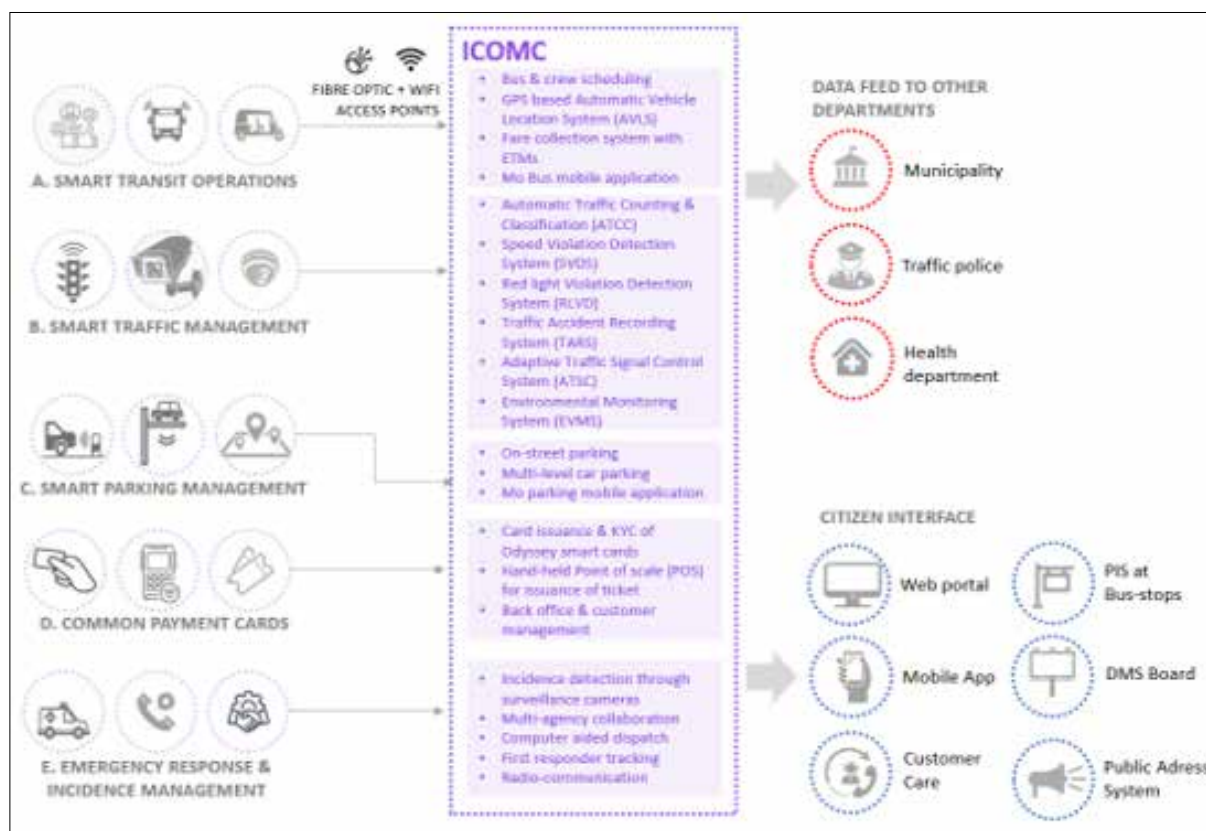 FIBRE OPTIC + WIFI
ACCESS POINTS
A. SMART TRANSIT OPERATIONS
B. SMART TRAFFIC MANAGEMENT
C. SMART PARKING MANAGEMENT
D. COMMON PAYMENT CARDS
E. EMERGENCY RESPONSE &
INCIDENCE MANAGEMENT
ICOMC
• Bus & crew scheduling
• GPS based Automatic Vehicle
Location System (AVLS)
• Fare collection system with
ETMs
• Mo Bus mobile application
• Automatic Traffic Counting &
Classification (ATCC)
• Speed Violation Detection
System (SVDS)
• Red light Violation Detection
System (RLVD)
• Traffic Accident Recording
System (TARS)
• Adaptive Traffic Signal Control
System (ATSC)
• Environmental Monitoring
System (EVMS)
• On-street parking
• Multi-level car parking
• Mo parking mobile application
• Card issuance & KYC of
Odyssey smart cards
• Hand-held Point of scale (POS)
for issuance of ticket
• Back office & customer
management
• Incidence detection through
surveillance cameras
• Multi-agency collaboration
• Computer aided dispatch
• First responder tracking
• Radio-communication
DATA FEED TO OTHER
DEPARTMENTS
Municipality
Traffic police
Health
department
CITIZEN INTERFACE
Web portal
PIS at
Bus-stops
Mobile App
DMS Board
Customer
Care
Public Adress
System